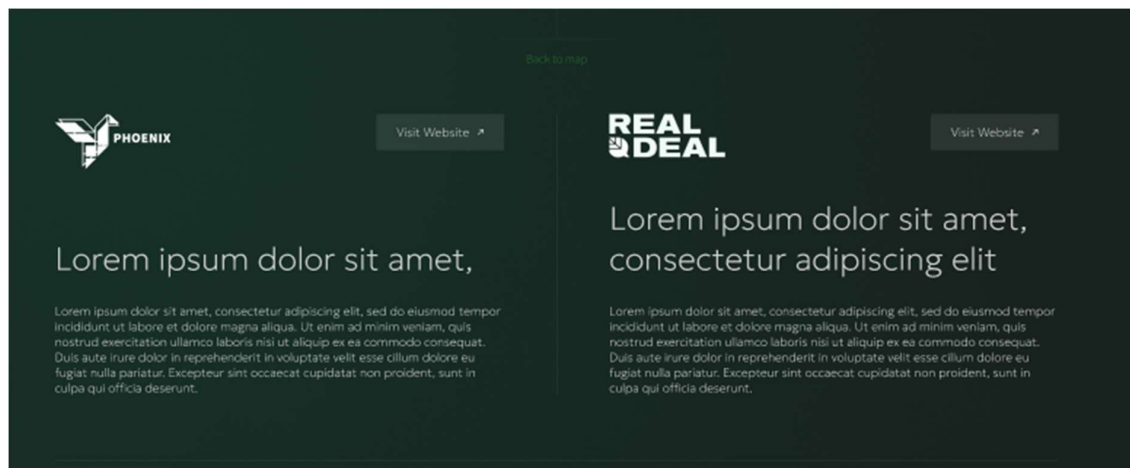 Back to map
PHOENIX
Visit Website ↗
Lorem ipsum dolor sit amet,
Lorem ipsum dolor sit amet, consectetur adipiscing elit, sed do eiusmod tempor
incididunt ut labore et dolore magna aliqua. Ut enim ad minim veniam, quis
nostrud exercitation ullamco laboris nisi ut aliquip ex ea commodo consequat.
Duis aute irure dolor in reprehenderit in voluptate velit esse cillum dolore eu
fugiat nulla pariatur. Excepteur sint occaecat cupidatat non proident, sunt in
culpa qui officia deserunt.
REAL
DEAL
Visit Website ↗
Lorem ipsum dolor sit amet,
consectetur adipiscing elit
Lorem ipsum dolor sit amet, consectetur adipiscing elit, sed do eiusmod tempor
incididunt ut labore et dolore magna aliqua. Ut enim ad minim veniam, quis
nostrud exercitation ullamco laboris nisi ut aliquip ex ea commodo consequat.
Duis aute irure dolor in reprehenderit in voluptate velit esse cillum dolore eu
fugiat nulla pariatur. Excepteur sint occaecat cupidatat non proident, sunt in
culpa qui officia deserunt.